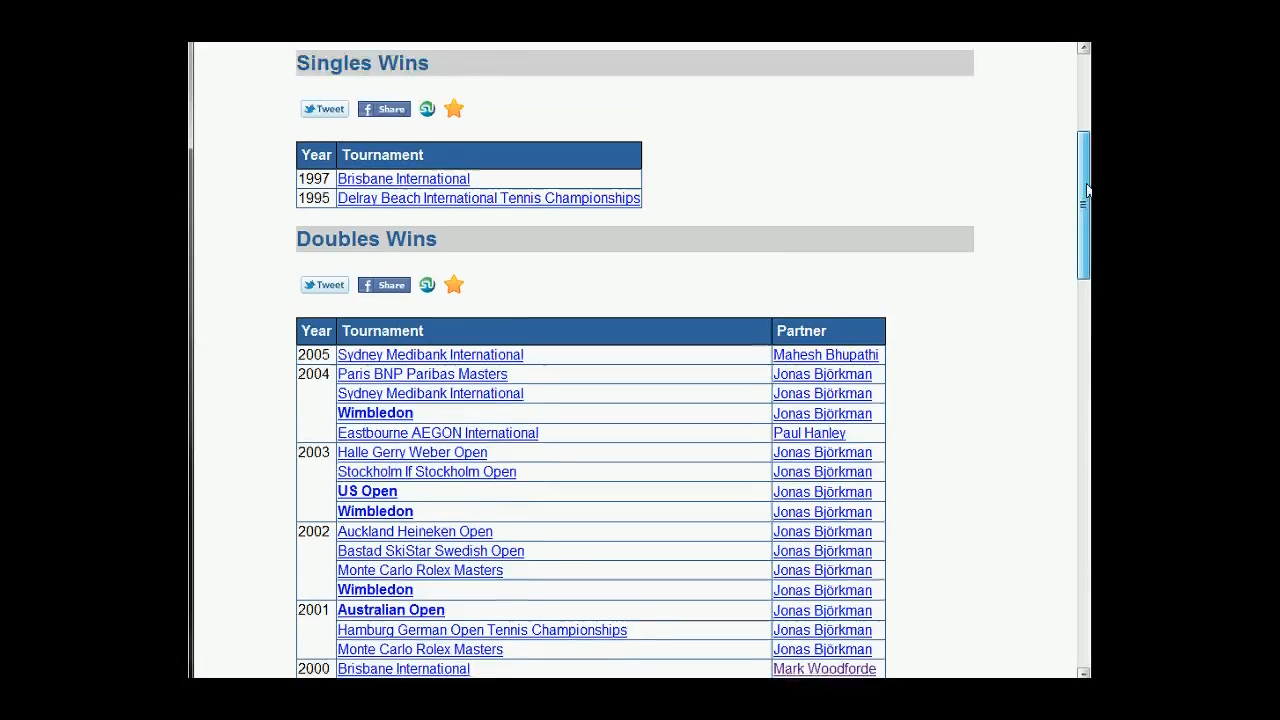 Singles Wins
Tweet Share
Year Tournament
1997 Brisbane International
1995 Delray Beach International Tennis Championships
Doubles Wins
Tweet Share
Year Tournament Partner
2005 Sydney Medibank International Mahesh Bhupathi
2004 Paris BNP Paribas Masters Jonas Björkman
Sydney Medibank International Jonas Björkman
Wimbledon Jonas Björkman
Eastbourne AEGON International Paul Hanley
2003 Halle Gerry Weber Open Jonas Björkman
Stockholm If Stockholm Open Jonas Björkman
US Open Jonas Björkman
Wimbledon Jonas Björkman
2002 Auckland Heineken Open Jonas Björkman
Bastad SkiStar Swedish Open Jonas Björkman
Monte Carlo Rolex Masters Jonas Björkman
Wimbledon Jonas Björkman
2001 Australian Open Jonas Björkman
Hamburg German Open Tennis Championships Jonas Björkman
Monte Carlo Rolex Masters Jonas Björkman
2000 Brisbane International Mark Woodforde